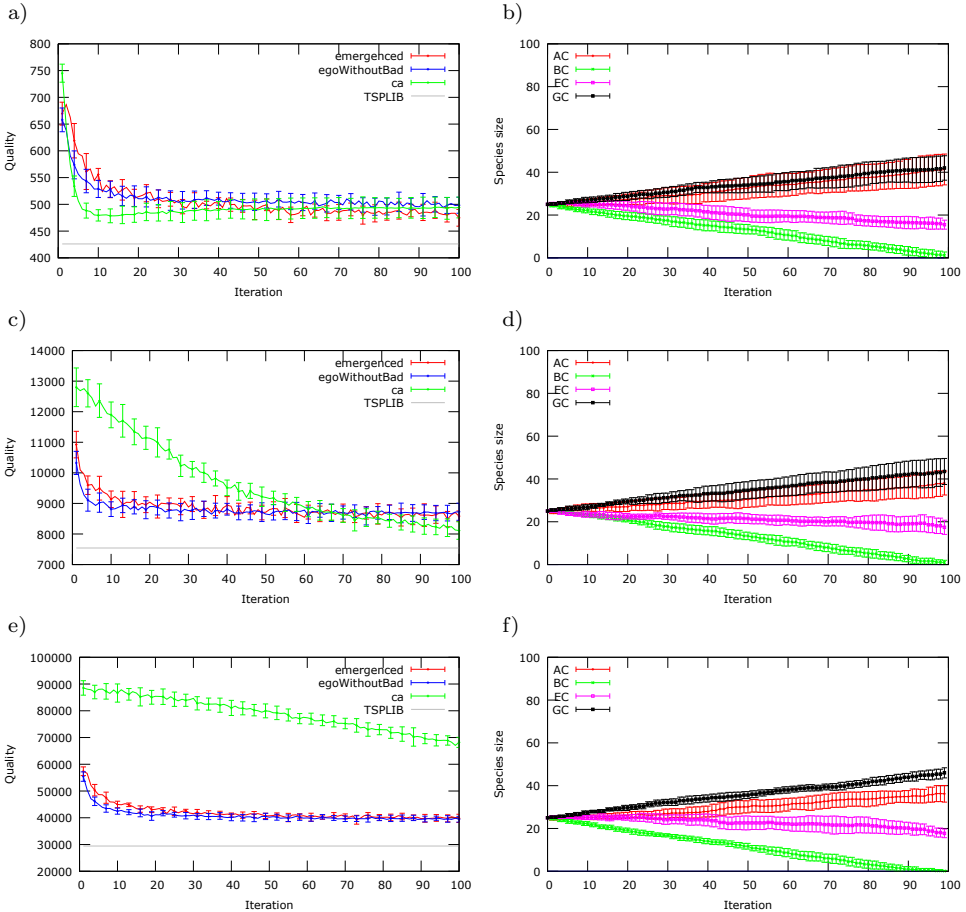 a)
800
750
700
650
600
550
500
450
400
0 10 20 30 40 50 60 70 80 90 100
Quality
Iteration
emergenced
egoWithoutBad
ca
TSPLIB
b)
100
80
60
40
20
0
0 10 20 30 40 50 60 70 80 90 100
Species size
Iteration
AC
BC
EC
GC
c)
14000
13000
12000
11000
10000
9000
8000
7000
0 10 20 30 40 50 60 70 80 90 100
Quality
Iteration
emergenced
egoWithoutBad
ca
TSPLIB
d)
100
80
60
40
20
0
0 10 20 30 40 50 60 70 80 90 100
Species size
Iteration
AC
BC
EC
GC
e)
100000
90000
80000
70000
60000
50000
40000
30000
20000
0 10 20 30 40 50 60 70 80 90 100
Quality
Iteration
emergenced
egoWithoutBad
ca
TSPLIB
f)
100
80
60
40
20
0
0 10 20 30 40 50 60 70 80 90 100
Species size
Iteration
AC
BC
EC
GC